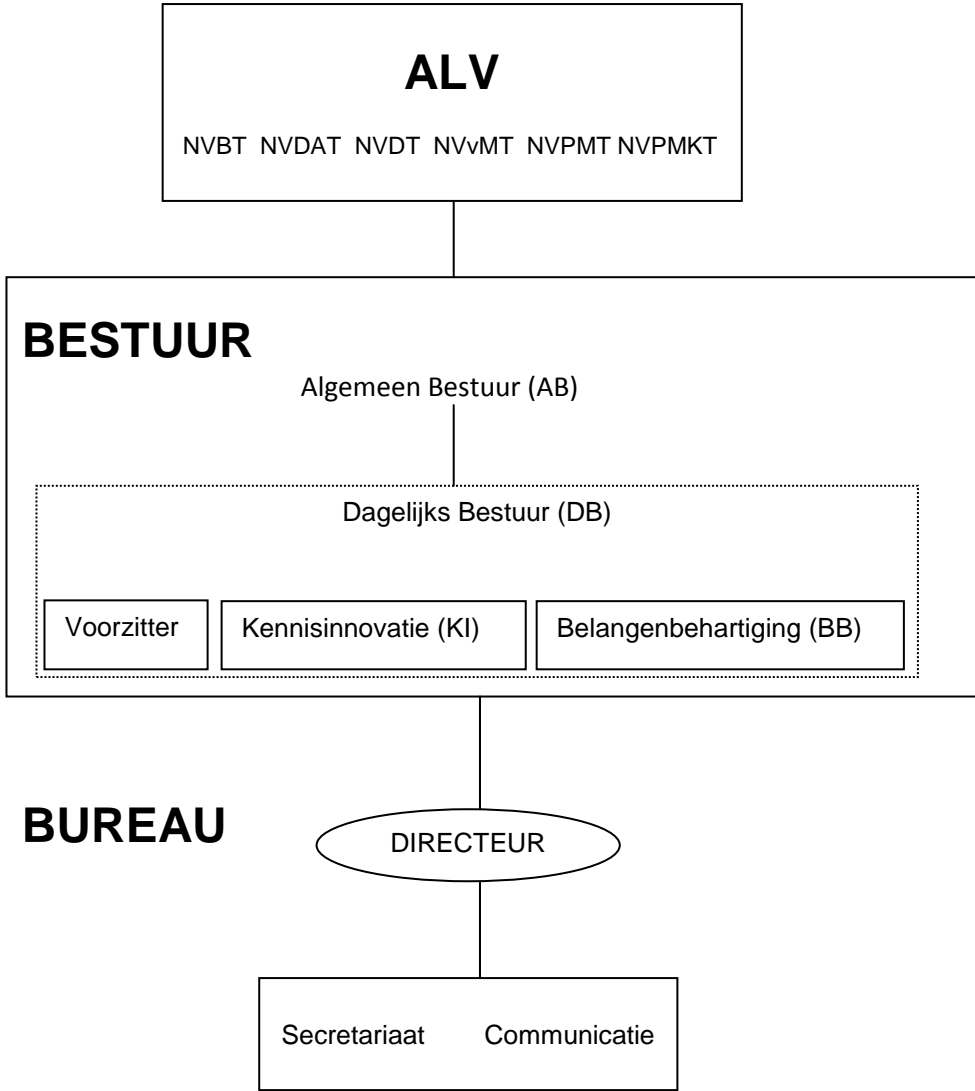 ALV
NVBT NVDAT NVDT NVvMT NVPMT NVPMKT
BESTUUR
Algemeen Bestuur (AB)
Dagelijks Bestuur (DB)
Voorzitter Kennisinnovatie (KI) Belangenbehartiging (BB)
BUREAU
DIRECTEUR
Secretariaat Communicatie